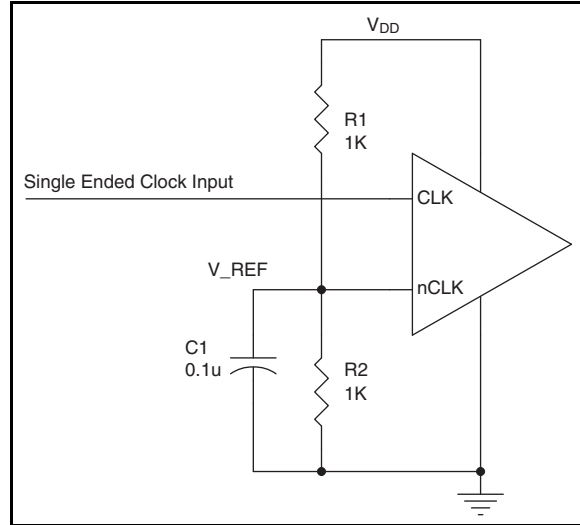 VDD
R1
1K
Single Ended Clock Input
CLK
V_REF
nCLK
C1
0.1u
R2
1K